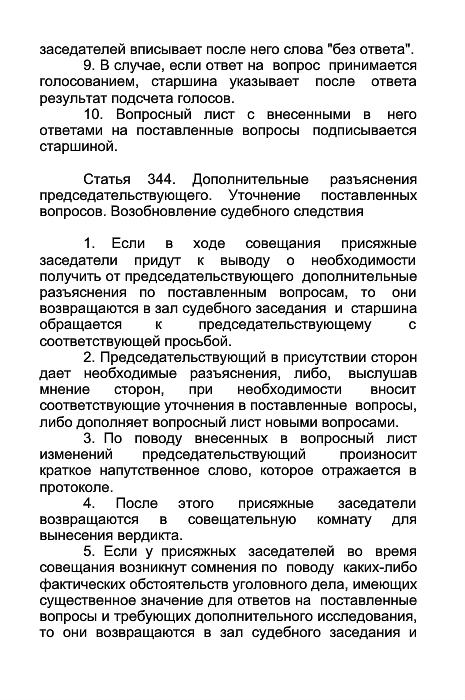 заседателей вписывает после него слова "без ответа".
9. В случае, если ответ на вопрос принимается
голосованием, старшина указывает после ответа
результат подсчета голосов.
10. Вопросный лист с внесенными в него
ответами на поставленные вопросы подписывается
старшиной.
Статья 344. Дополнительные разъяснения
председательствующего. Уточнение поставленных
вопросов. Возобновление судебного следствия
1. Если в ходе совещания присяжные
заседатели придут к выводу о необходимости
получить от председательствующего дополнительные
разъяснения по поставленным вопросам, то они
возвращаются в зал судебного заседания и старшина
обращается к председательствующему с
соответствующей просьбой.
2. Председательствующий в присутствии сторон
дает необходимые разъяснения, либо, выслушав
мнение сторон, при необходимости вносит
соответствующие уточнения в поставленные вопросы,
либо дополняет вопросный лист новыми вопросами.
3. По поводу внесенных в вопросный лист
изменений председательствующий произносит
краткое напутственное слово, которое отражается в
протоколе.
4. После этого присяжные заседатели
возвращаются в совещательную комнату для
вынесения вердикта.
5. Если у присяжных заседателей во время
совещания возникнут сомнения по поводу каких-либо
фактических обстоятельств уголовного дела, имеющих
существенное значение для ответов на поставленные
вопросы и требующих дополнительного исследования,
то они возвращаются в зал судебного заседания и